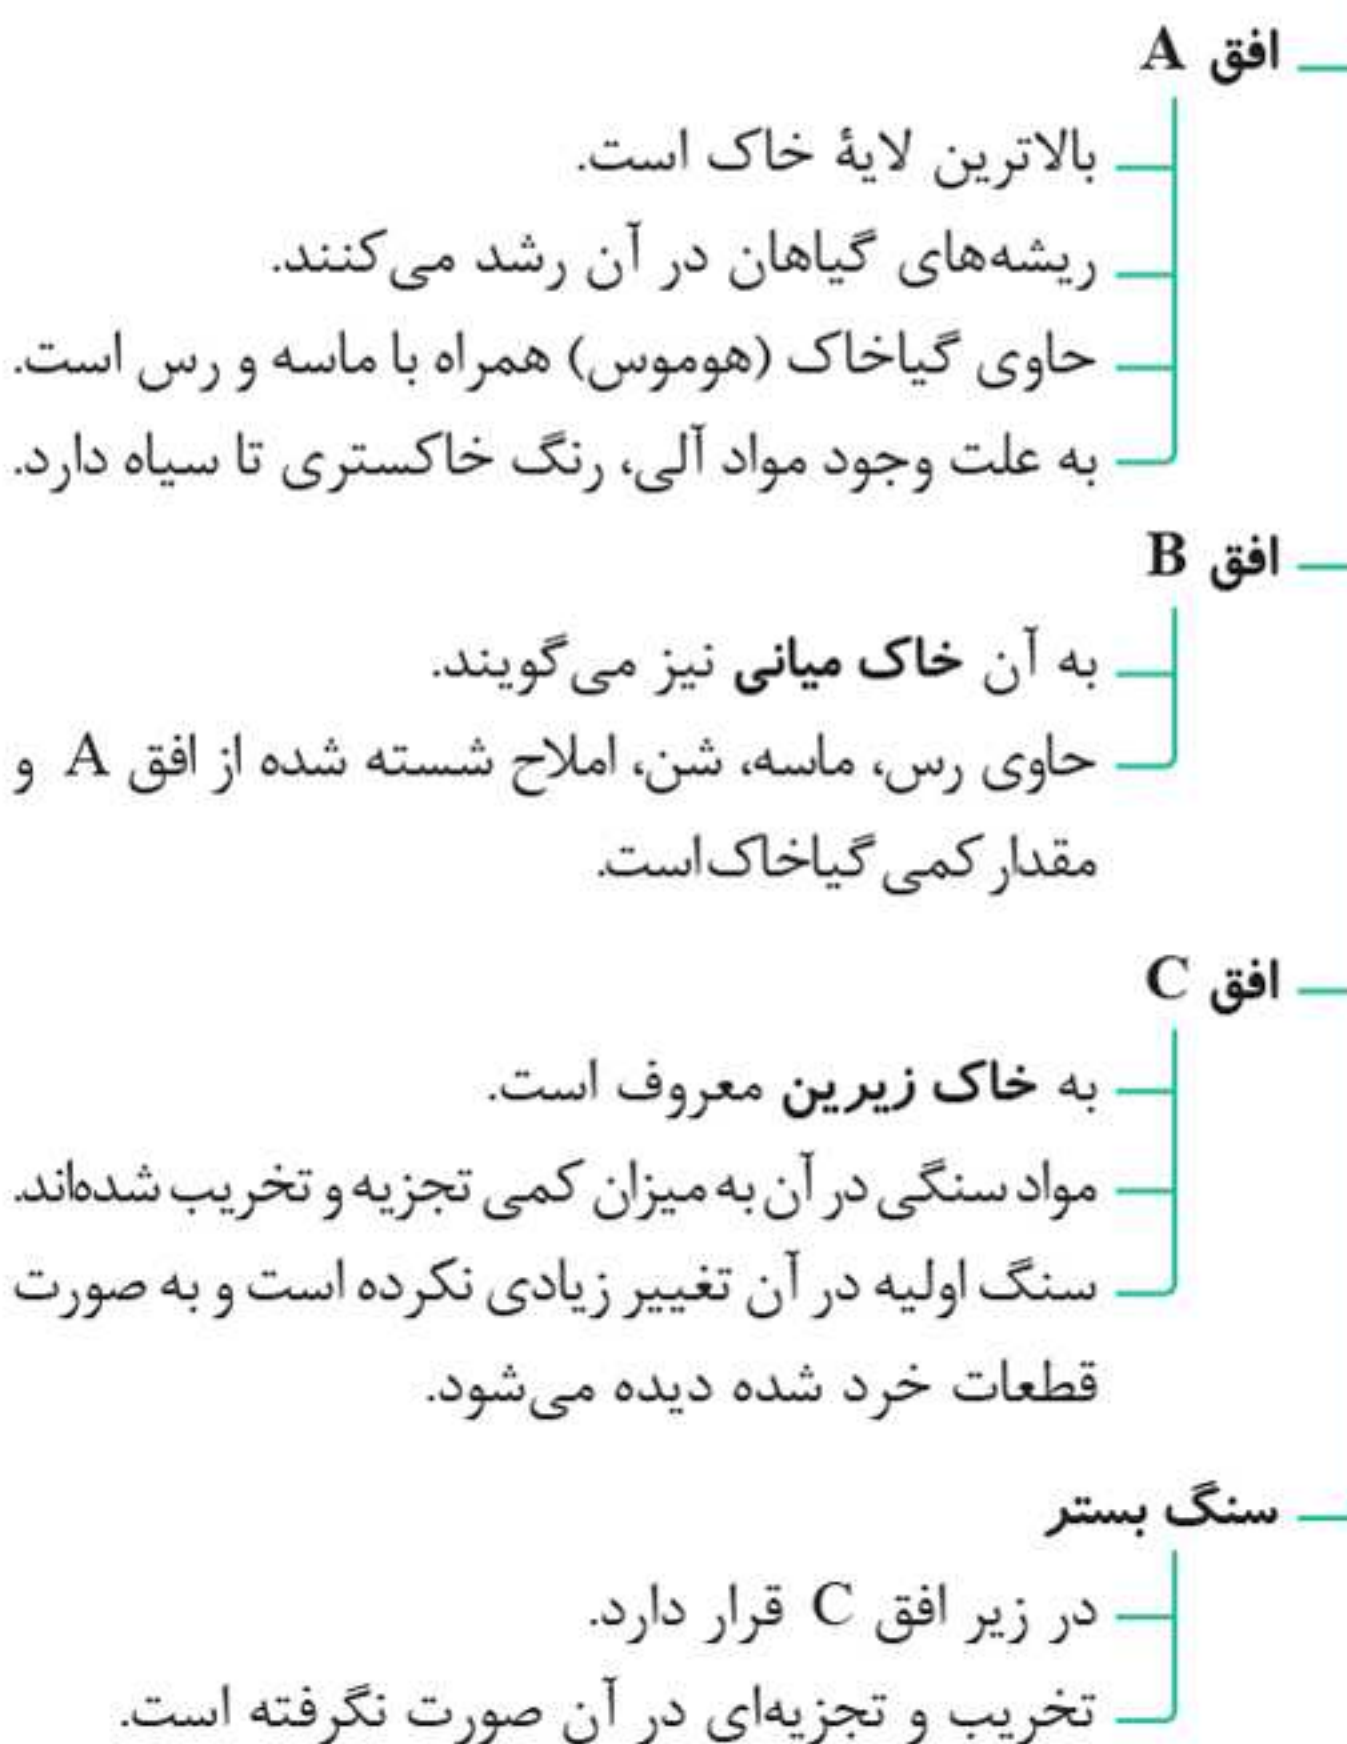 افق A
بالاترین لایهٔ خاک است.
ریشه‌های گیاهان در آن رشد می‌کنند.
حاوی گیاخاک (هوموس) همراه با ماسه و رس است.
به علت وجود مواد آلی، رنگ خاکستری تا سیاه دارد.
افق B
به آن خاک میانی نیز می‌گویند.
حاوی رس، ماسه، شن، املاح شسته شده از افق A و
مقدار کمی گیاخاک است.
افق C
به خاک زیرین معروف است.
مواد سنگی در آن به میزان کمی تجزیه و تخریب شده‌اند.
سنگ اولیه در آن تغییر زیادی نکرده است و به صورت
قطعات خرد شده دیده می‌شود.
سنگ بستر
در زیر افق C قرار دارد.
تخریب و تجزیه‌ای در آن صورت نگرفته است.